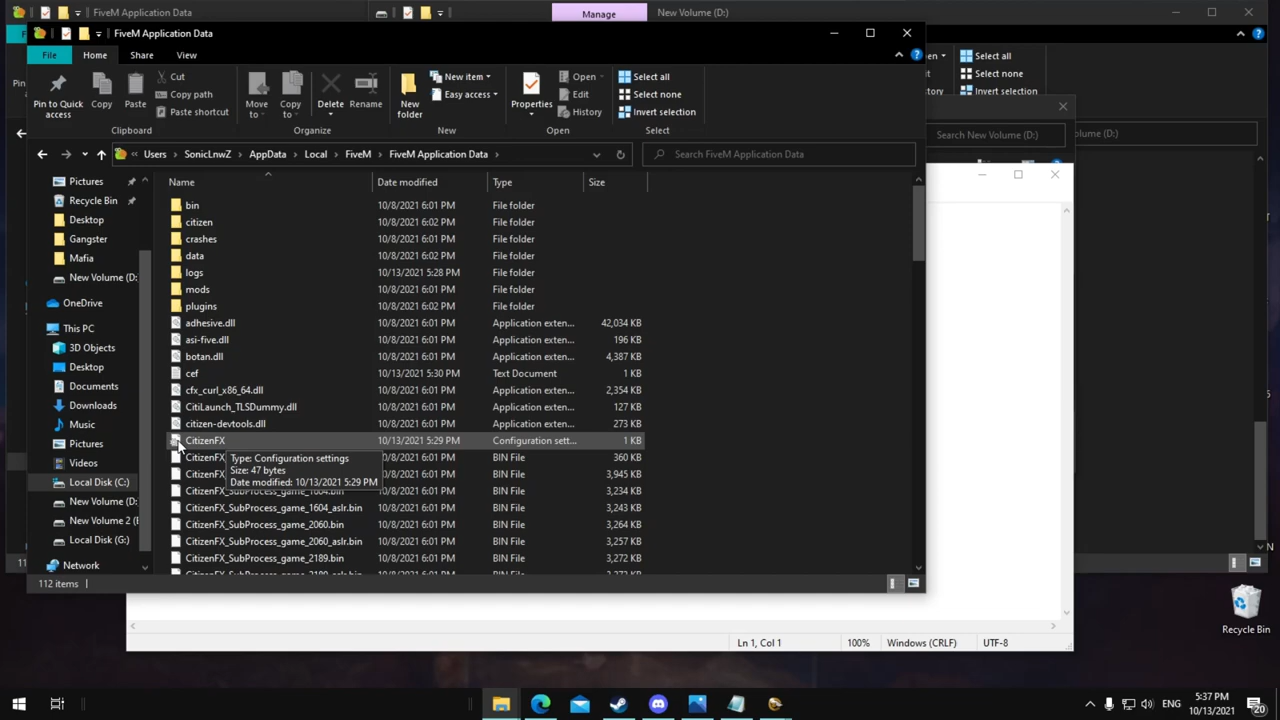 FiveM Application Data
Manage
New Volume (D:)
FiveM Application Data
File
Home
Share
View
Pin to Quick access
Copy
Paste
Cut
Copy path
Paste shortcut
Clipboard
Move to
Copy to
Delete
Rename
Organize
New folder
New item
Easy access
New
Properties
Open
Edit
History
Open
Select all
Select none
Invert selection
Select
Select all
Select none
Invert selection
Users
SonicLnwZ
AppData
Local
FiveM
FiveM Application Data
Search FiveM Application Data
Search New Volume (D:)
olume (D:)
Pictures
Recycle Bin
Desktop
Gangster
Mafia
New Volume (D:
OneDrive
This PC
3D Objects
Desktop
Documents
Downloads
Music
Pictures
Videos
Local Disk (C:)
New Volume (D:
New Volume 2 (
Local Disk (G:)
Network
Name Date modified Type Size
bin 10/8/2021 6:01 PM File folder
citizen 10/8/2021 6:02 PM File folder
crashes 10/8/2021 6:01 PM File folder
data 10/8/2021 6:02 PM File folder
logs 10/13/2021 5:28 PM File folder
mods 10/8/2021 6:01 PM File folder
plugins 10/8/2021 6:02 PM File folder
adhesive.dll 10/8/2021 6:01 PM Application exten... 42,034 KB
asi-five.dll 10/8/2021 6:01 PM Application exten... 196 KB
botan.dll 10/8/2021 6:01 PM Application exten... 4,387 KB
cef 10/13/2021 5:30 PM Text Document 1 KB
cfx_curl_x86_64.dll 10/8/2021 6:01 PM Application exten... 2,354 KB
CitiLaunch_TLSDummy.dll 10/8/2021 6:01 PM Application exten... 127 KB
citizen-devtools.dll 10/8/2021 6:01 PM Application exten... 273 KB
CitizenFX 10/13/2021 5:29 PM Configuration sett... 1 KB
CitizenFX 10/8/2021 6:01 PM BIN File 360 KB
CitizenFX 10/8/2021 6:01 PM BIN File 3,945 KB
CitizenFX_SubProcess_game_1604.bin 10/8/2021 6:01 PM BIN File 3,234 KB
CitizenFX_SubProcess_game_1604_aslr.bin 10/8/2021 6:01 PM BIN File 3,243 KB
CitizenFX_SubProcess_game_2060.bin 10/8/2021 6:01 PM BIN File 3,264 KB
CitizenFX_SubProcess_game_2060_aslr.bin 10/8/2021 6:01 PM BIN File 3,257 KB
CitizenFX_SubProcess_game_2189.bin 10/8/2021 6:01 PM BIN File 3,272 KB
Type: Configuration settings
Size: 47 bytes
Date modified: 10/13/2021 5:29 PM
112 items
Ln 1, Col 1
100%
Windows (CRLF)
UTF-8
Recycle Bin
ENG
5:37 PM
10/13/2021
20